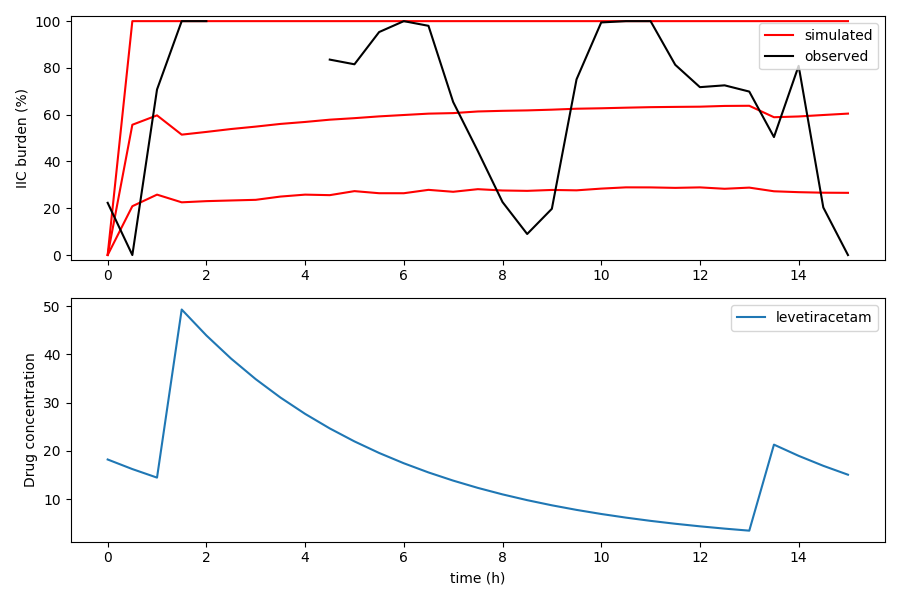 IIC burden (%)
100
80
60
40
20
0
simulated
observed
0 2 4 6 8 10 12 14
Drug concentration
50
40
30
20
10
levetiracetam
0 2 4 6 8 10 12 14
time (h)